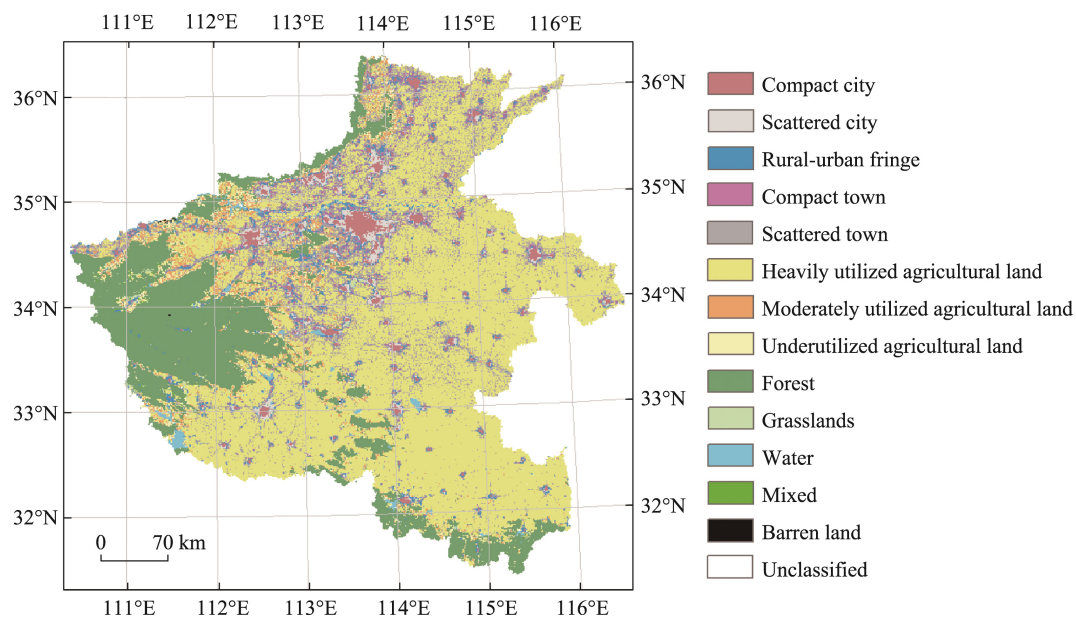 111°E 112°E 113°E 114°E 115°E 116°E
36°N
35°N
34°N
33°N
32°N
36°N
35°N
34°N
33°N
32°N
0 70 km
111°E 112°E 113°E 114°E 115°E 116°E
Compact city
Scattered city
Rural-urban fringe
Compact town
Scattered town
Heavily utilized agricultural land
Moderately utilized agricultural land
Underutilized agricultural land
Forest
Grasslands
Water
Mixed
Barren land
Unclassified